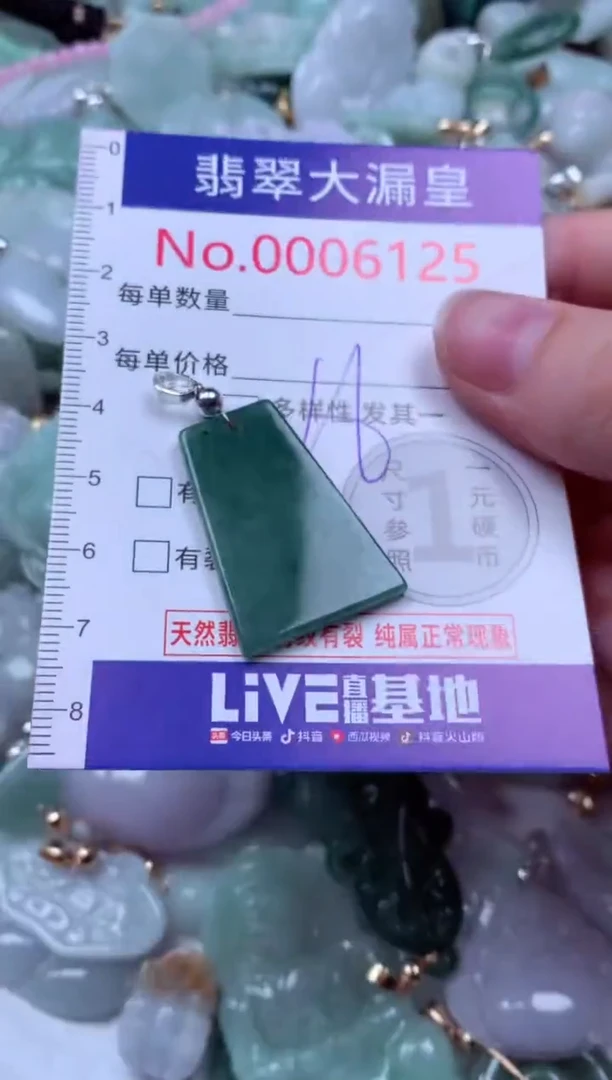 0
翡翠大漏皇
1
No.0006125
2
每单数量
3
每单价格
4
多样性 发其一
5
有
尺寸参照
1
一元硬币
6
有
7
天然翡 有裂 纯属正常现象
LiVE直播基地
8
头条 今日头条 抖音 西瓜视频 抖音火山版